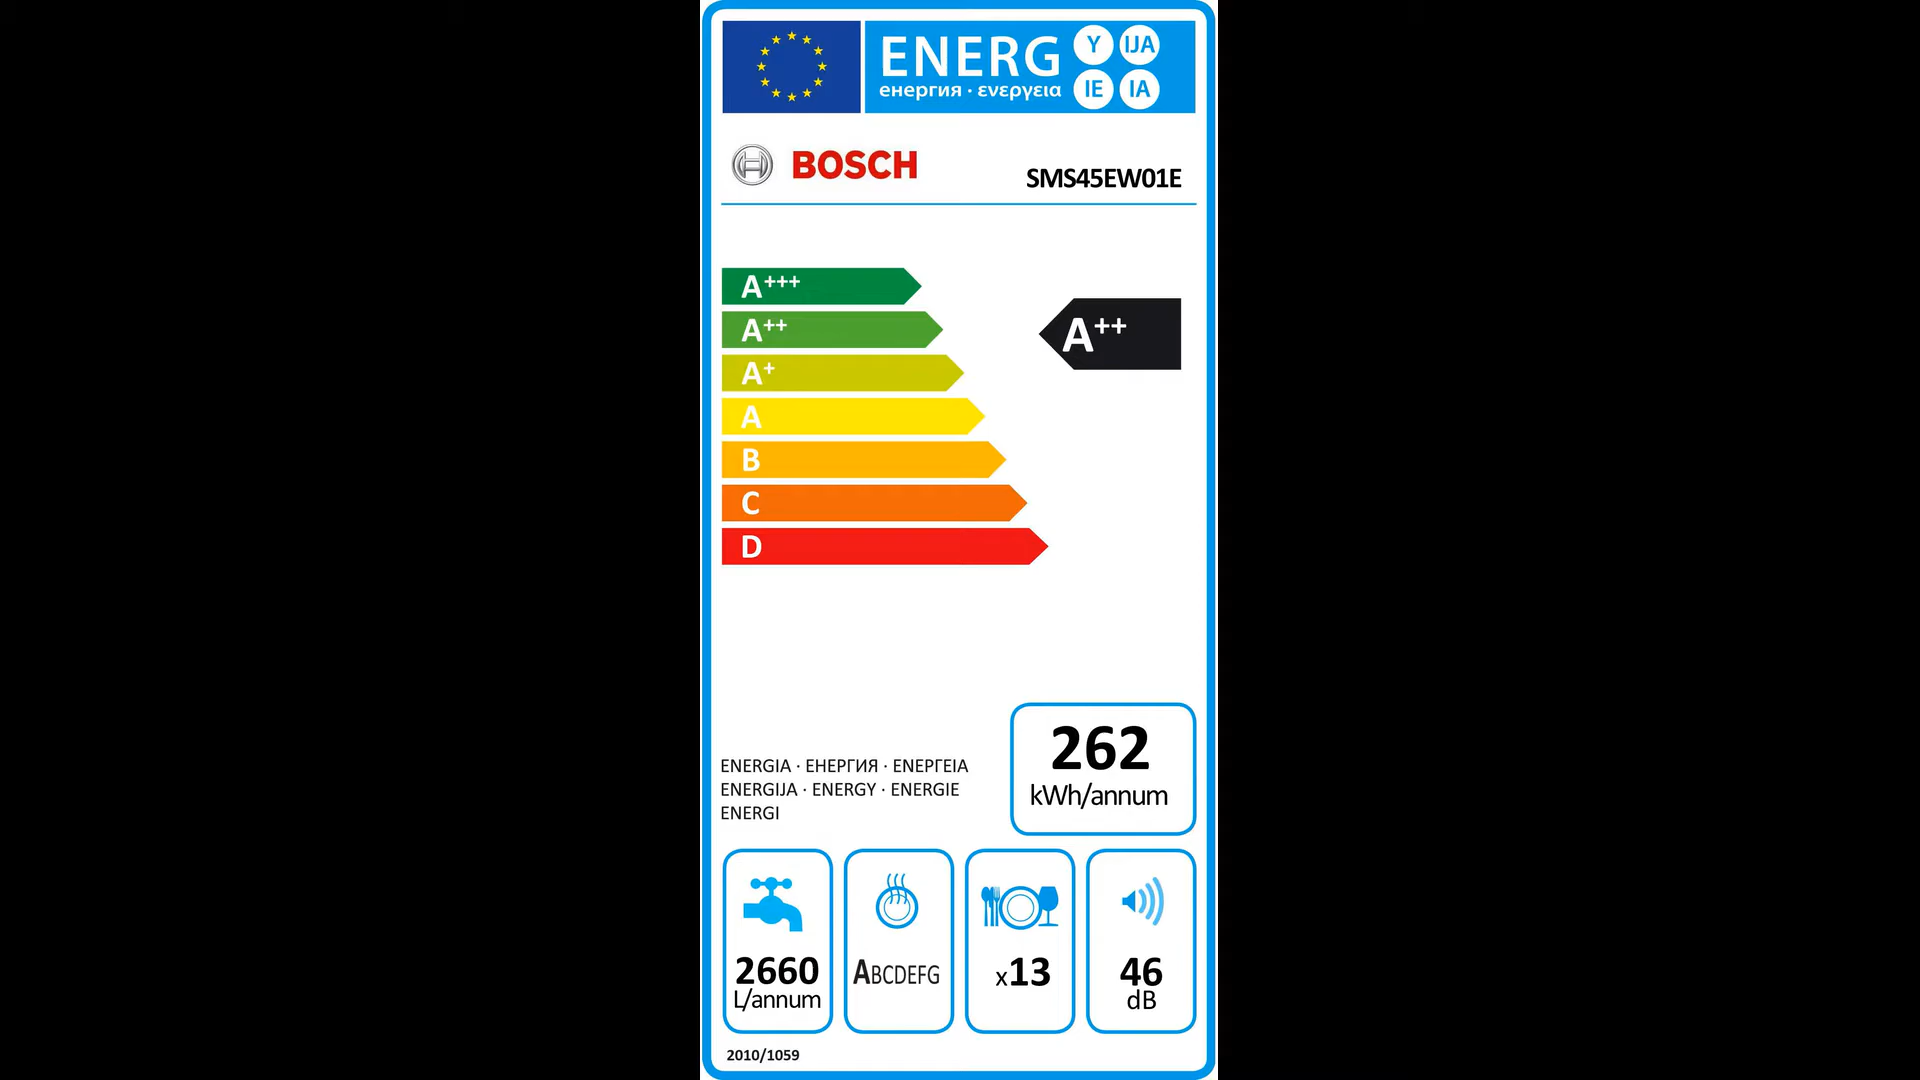 ENERG Y IJA
енергия · ενεργεια IE IA
BOSCH SMS45EW01E
A+++
A++
A++
A+
A
B
C
D
262
kWh/annum
ENERGIA · ЕНЕРГИЯ · ΕΝΕΡΓΕΙΑ
ENERGIJA · ENERGY · ENERGIE
ENERGI
2660
L/annum
ABCDEFG
x13
46
dB
2010/1059